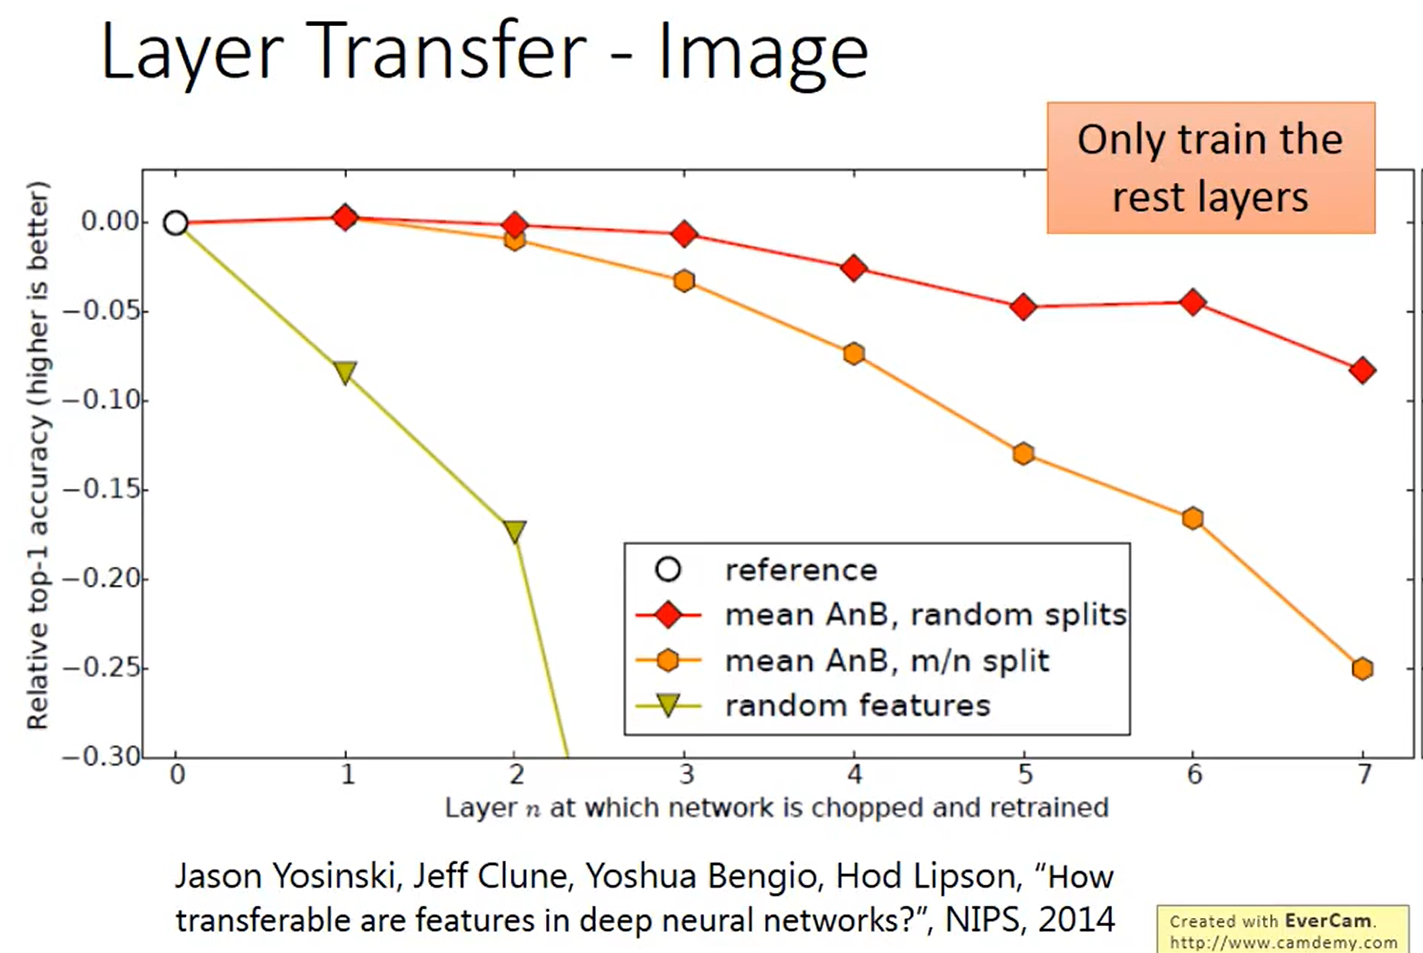 Layer Transfer - Image
Only train the
rest layers
Relative top-1 accuracy (higher is better)
0.00
−0.05
−0.10
−0.15
−0.20
−0.25
−0.30
reference
mean AnB, random splits
mean AnB, m/n split
random features
0 1 2 3 4 5 6 7
Layer n at which network is chopped and retrained
Jason Yosinski, Jeff Clune, Yoshua Bengio, Hod Lipson, “How
transferable are features in deep neural networks?”, NIPS, 2014
Created with EverCam.
http://www.camdemy.com